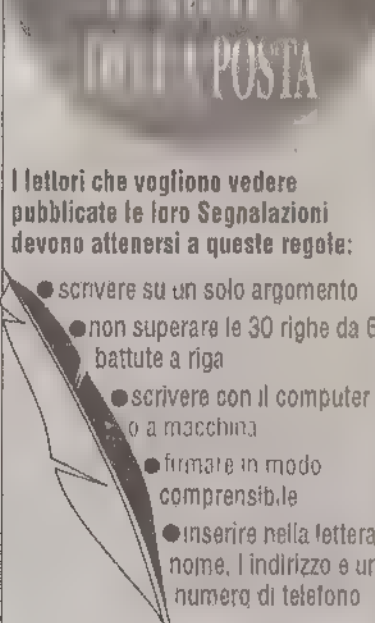 POSTA
I lettori che vogliono vedere
pubblicate le loro Segnalazioni
devono attenersi a queste regole:
● scrivere su un solo argomento
● non superare le 30 righe da 6
battute a riga
● scrivere con il computer
o a macchina
● firmare in modo
comprensibile
● inserire nella lettera
nome, l indirizzo e un
numero di telefono